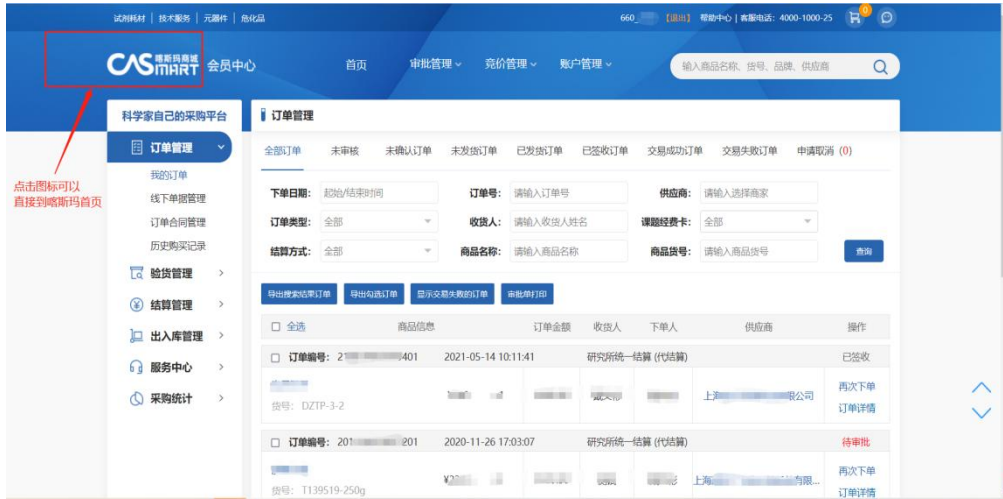 试剂耗材 | 技术服务 | 元器件 | 危化品
660_ 【退出】 帮助中心 | 客服电话：4000-1000-25
0
CASMART 喀斯玛商城 会员中心
首页 审批管理 竞价管理 账户管理
输入商品名称、货号、品牌、供应商
科学家自己的采购平台
订单管理
我的订单
线下单据管理
订单合同管理
历史购买记录
验货管理
结算管理
出入库管理
服务中心
采购统计
点击图标可以
直接到喀斯玛首页
订单管理
全部订单 未审核 未确认订单 未发货订单 已发货订单 已签收订单 交易成功订单 交易失败订单 申请取消 (0)
下单日期： 起始/结束时间 订单号： 请输入订单号 供应商： 请输入选择商家
订单类型： 全部 收货人： 请输入收货人姓名 课题经费卡： 全部
结算方式： 全部 商品名称： 请输入商品名称 商品货号： 请输入商品货号 查询
导出搜索结果订单 导出勾选订单 显示交易失败的订单 审批单打印
全选 商品信息 订单金额 收货人 下单人 供应商 操作
订单编号： 2 401 2021-05-14 10:11:41 研究所统一结算 (代结算) 已签收
上海 限公司 再次下单
货号： DZTP-3-2 订单详情
订单编号： 201 201 2020-11-26 17:03:07 研究所统一结算 (代结算) 待审批
上海 有限... 再次下单
货号： T139519-250g 订单详情